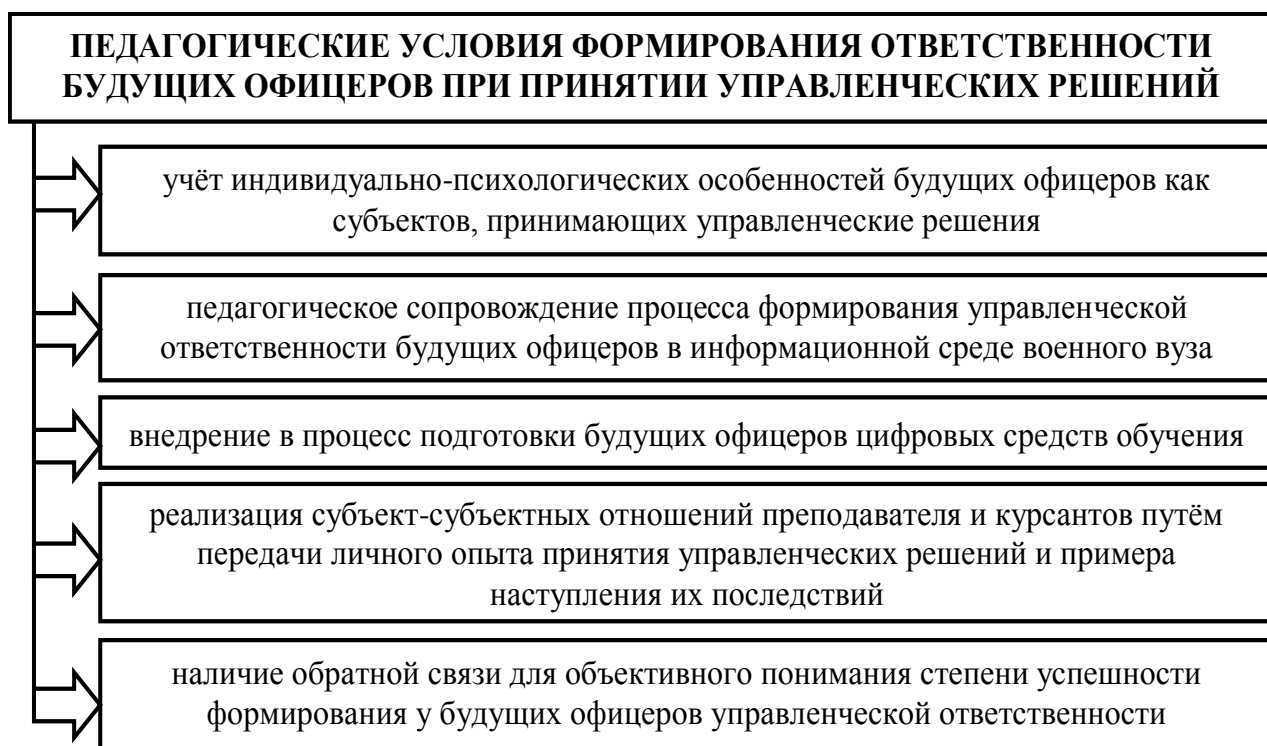 ПЕДАГОГИЧЕСКИЕ УСЛОВИЯ ФОРМИРОВАНИЯ ОТВЕТСТВЕННОСТИ
БУДУЩИХ ОФИЦЕРОВ ПРИ ПРИНЯТИИ УПРАВЛЕНЧЕСКИХ РЕШЕНИЙ
учёт индивидуально-психологических особенностей будущих офицеров как
субъектов, принимающих управленческие решения
педагогическое сопровождение процесса формирования управленческой
ответственности будущих офицеров в информационной среде военного вуза
внедрение в процесс подготовки будущих офицеров цифровых средств обучения
реализация субъект-субъектных отношений преподавателя и курсантов путём
передачи личного опыта принятия управленческих решений и примера
наступления их последствий
наличие обратной связи для объективного понимания степени успешности
формирования у будущих офицеров управленческой ответственности